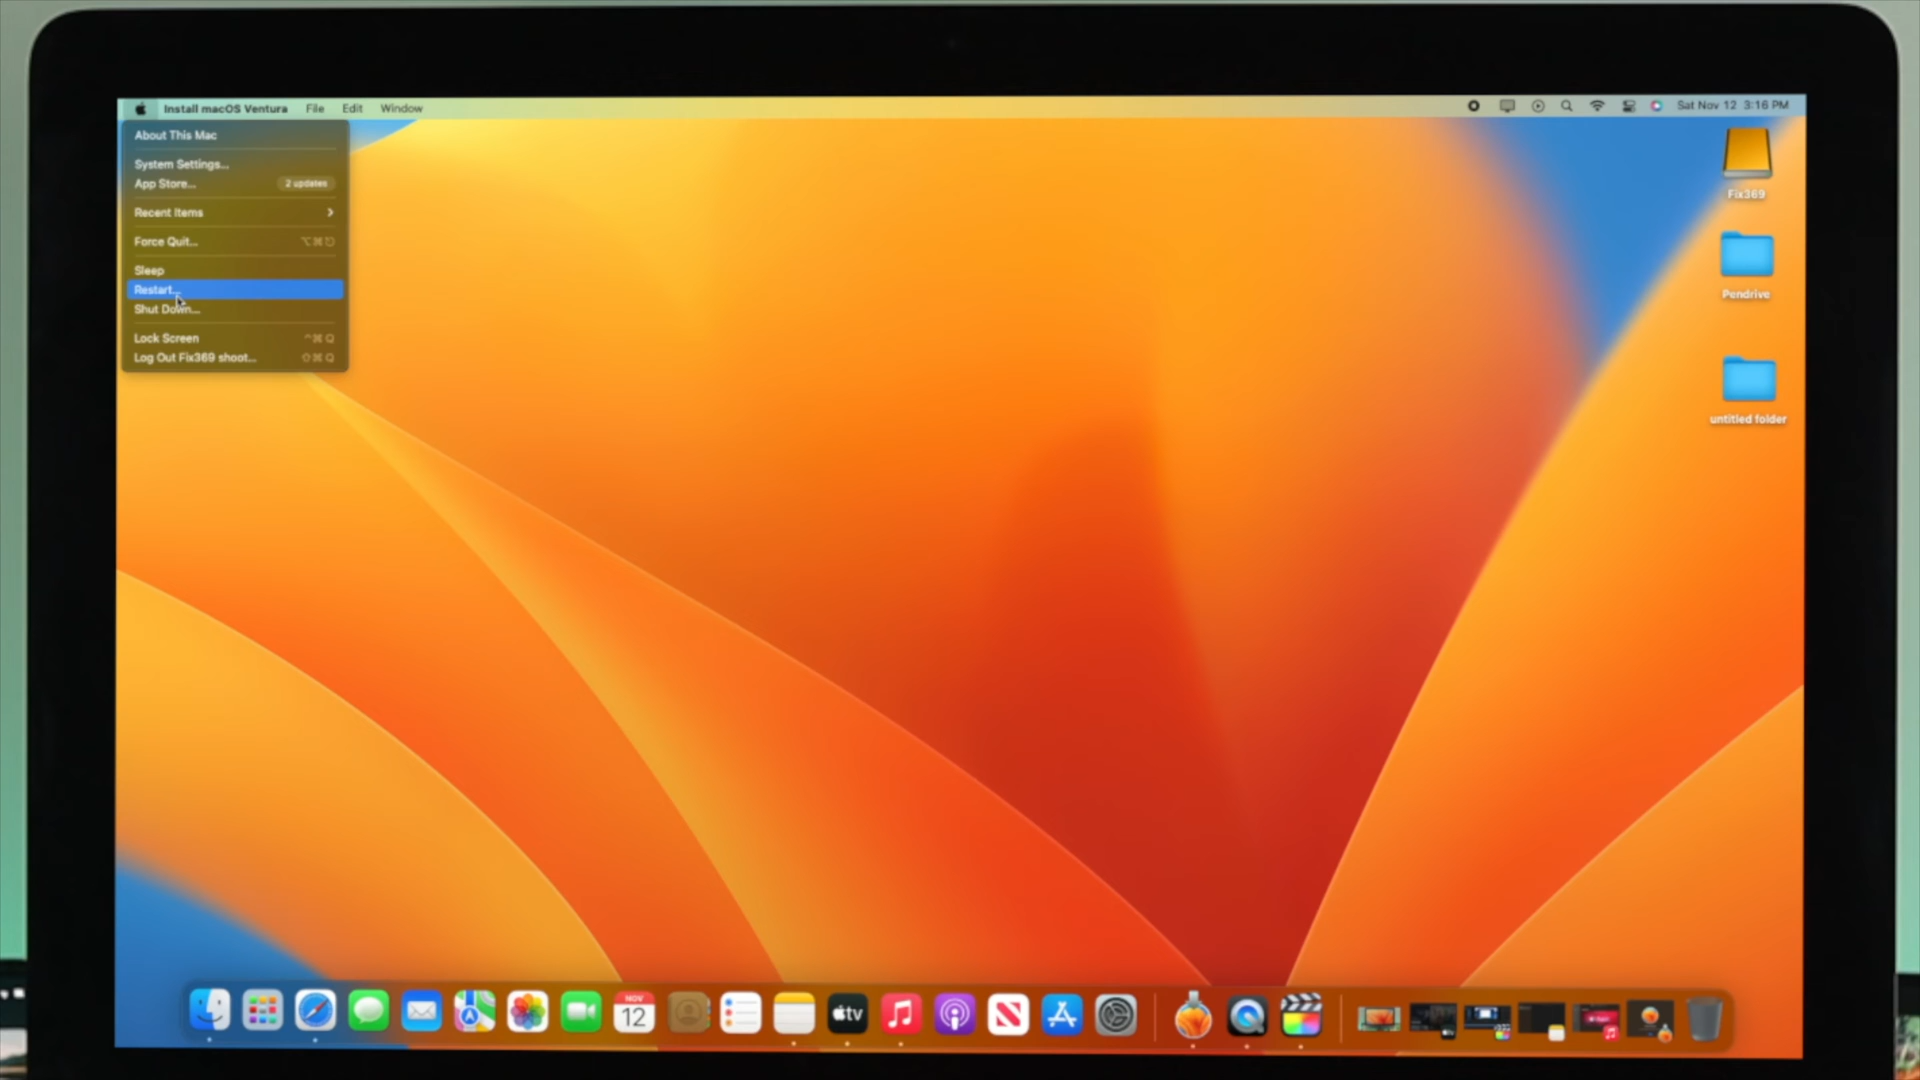 Install macOS Ventura File Edit Window
Sat Nov 12 3:16 PM
About This Mac
System Settings...
App Store... 2 updates
Recent Items
Force Quit...
Sleep
Restart...
Shut Down...
Lock Screen ^⌘Q
Log Out Fix369 shoot... ⇧⌘Q
Fix369
Pendrive
untitled folder
NOV
12
tv